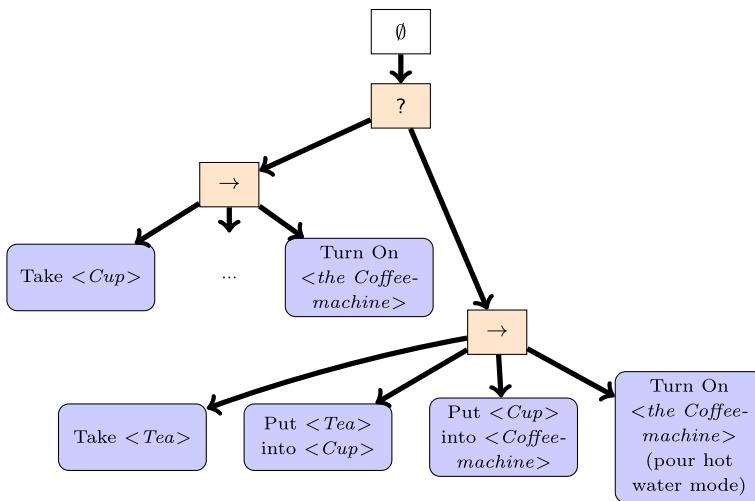 ∅
?
→
Take <Cup>
...
Turn On
<the Coffee-
machine>
→
Take <Tea>
Put <Tea>
into <Cup>
Put <Cup>
into <Coffee-
machine>
Turn On
<the Coffee-
machine>
(pour hot
water mode)